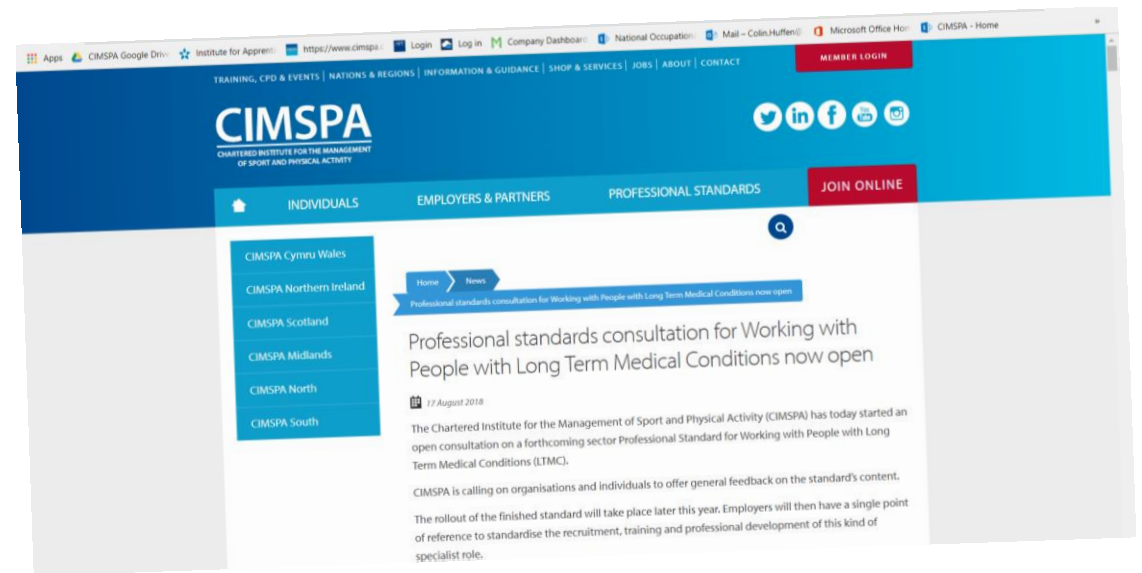 Apps CIMSPA Google Driv Institute for Apprenti https://www.cimspa.c Login Log in Company Dashboard National Occupation Mail – Colin.Huffen@ Microsoft Office Hom CIMSPA - Home »
TRAINING, CPD & EVENTS | NATIONS & REGIONS | INFORMATION & GUIDANCE | SHOP & SERVICES | JOBS | ABOUT | CONTACT
MEMBER LOGIN
CIMSPA
CHARTERED INSTITUTE FOR THE MANAGEMENT
OF SPORT AND PHYSICAL ACTIVITY
You Tube
INDIVIDUALS EMPLOYERS & PARTNERS PROFESSIONAL STANDARDS JOIN ONLINE
CIMSPA Cymru Wales
CIMSPA Northern Ireland
CIMSPA Scotland
CIMSPA Midlands
CIMSPA North
CIMSPA South
Home News
Professional standards consultation for Working with People with Long Term Medical Conditions now open
Professional standards consultation for Working with
People with Long Term Medical Conditions now open
17 August 2018
The Chartered Institute for the Management of Sport and Physical Activity (CIMSPA) has today started an
open consultation on a forthcoming sector Professional Standard for Working with People with Long
Term Medical Conditions (LTMC).
CIMSPA is calling on organisations and individuals to offer general feedback on the standard's content.
The rollout of the finished standard will take place later this year. Employers will then have a single point
of reference to standardise the recruitment, training and professional development of this kind of
specialist role.